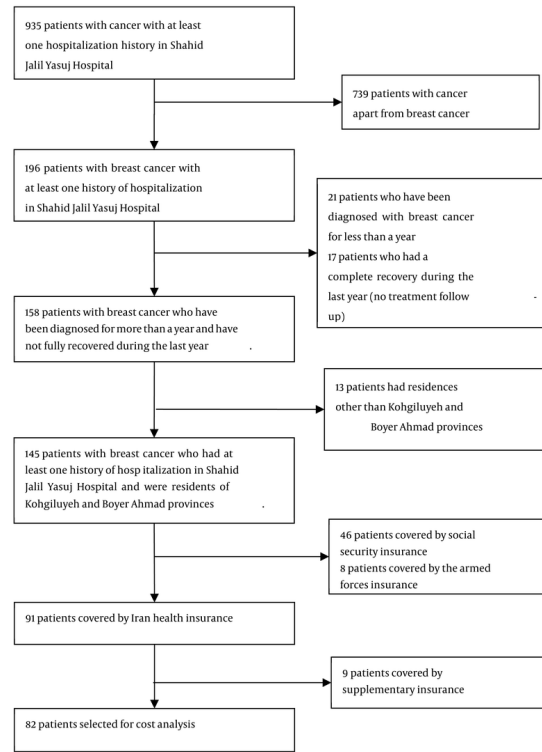 935 patients with cancer with at least
one hospitalization history in Shahid
Jalil Yasuj Hospital
739 patients with cancer
apart from breast cancer
196 patients with breast cancer with
at least one history of hospitalization
in Shahid Jalil Yasuj Hospital
21 patients who have been
diagnosed with breast cancer
for less than a year
17 patients who had a
complete recovery during the
last year (no treatment follow -
up)
158 patients with breast cancer who have
been diagnosed for more than a year and have
not fully recovered during the last year .
13 patients had residences
other than Kohgiluyeh and
Boyer Ahmad provinces
145 patients with breast cancer who had at
least one history of hosp italization in Shahid
Jalil Yasuj Hospital and were residents of
Kohgiluyeh and Boyer Ahmad provinces .
46 patients covered by social
security insurance
8 patients covered by the armed
forces insurance
91 patients covered by Iran health insurance
9 patients covered by
supplementary insurance
82 patients selected for cost analysis